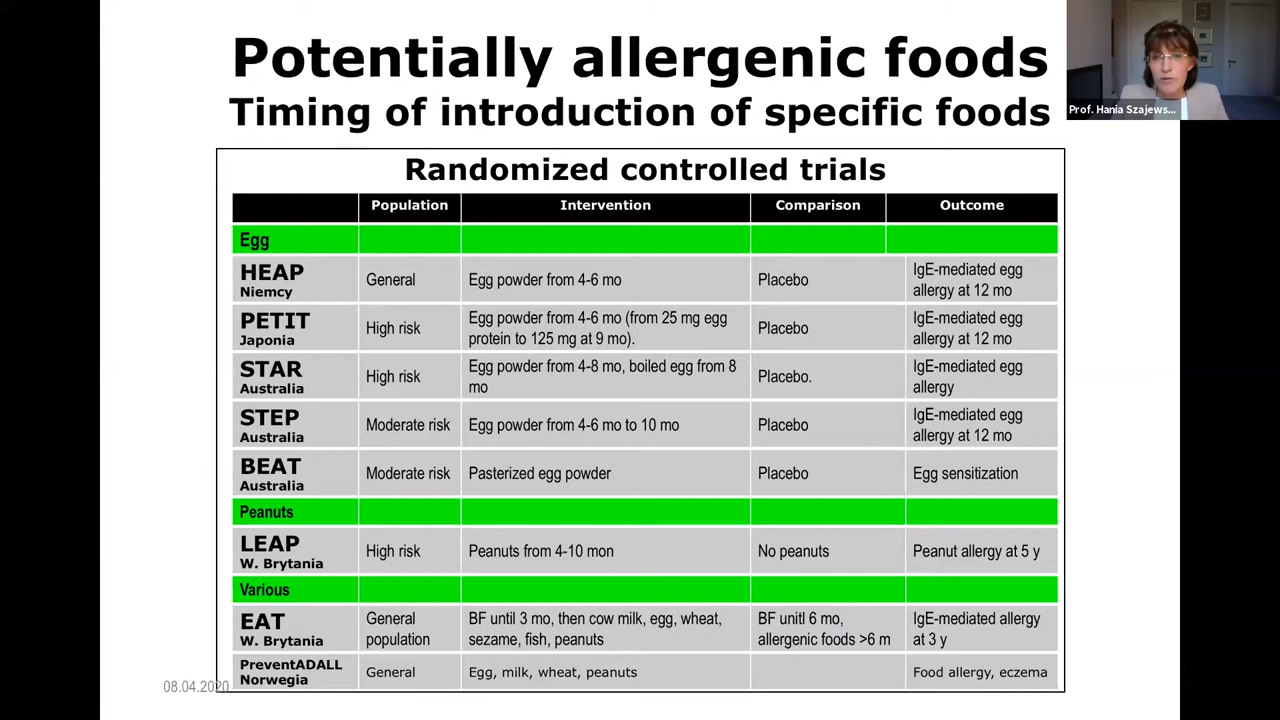 Potentially allergenic foods
Timing of introduction of specific foods
Prof. Hania Szajews...
Randomized controlled trials
Population Intervention Comparison Outcome
Egg
HEAP
Niemcy
General
Egg powder from 4-6 mo
Placebo
IgE-mediated egg
allergy at 12 mo
PETIT
Japonia
High risk
Egg powder from 4-6 mo (from 25 mg egg
protein to 125 mg at 9 mo).
Placebo
IgE-mediated egg
allergy at 12 mo
STAR
Australia
High risk
Egg powder from 4-8 mo, boiled egg from 8
mo
Placebo.
IgE-mediated egg
allergy
STEP
Australia
Moderate risk
Egg powder from 4-6 mo to 10 mo
Placebo
IgE-mediated egg
allergy at 12 mo
BEAT
Australia
Moderate risk
Pasterized egg powder
Placebo
Egg sensitization
Peanuts
LEAP
W. Brytania
High risk
Peanuts from 4-10 mon
No peanuts
Peanut allergy at 5 y
Various
EAT
W. Brytania
General
population
BF until 3 mo, then cow milk, egg, wheat,
sezame, fish, peanuts
BF unitl 6 mo,
allergenic foods >6 m
IgE-mediated allergy
at 3 y
PreventADALL
Norwegia
General
Egg, milk, wheat, peanuts
Food allergy, eczema
08.04.2020